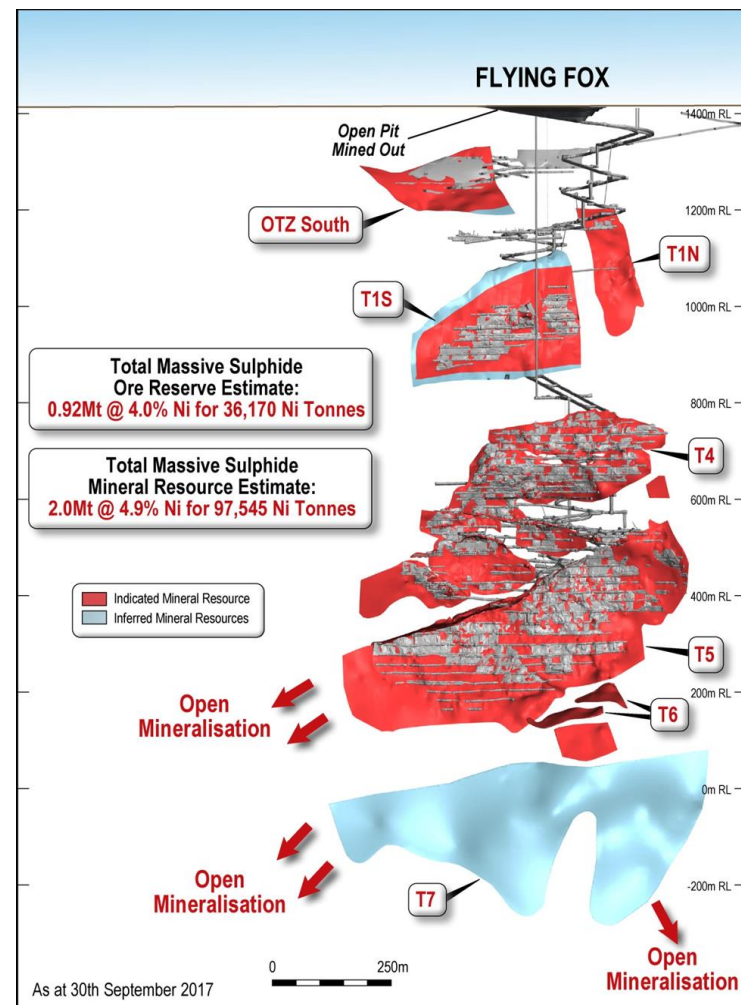 FLYING FOX
1400m RL
Open Pit
Mined Out
1200m RL
OTZ South
T1N
T1S
1000m RL
Total Massive Sulphide
Ore Reserve Estimate:
0.92Mt @ 4.0% Ni for 36,170 Ni Tonnes
800m RL
T4
Total Massive Sulphide
Mineral Resource Estimate:
2.0Mt @ 4.9% Ni for 97,545 Ni Tonnes
600m RL
Indicated Mineral Resource
Inferred Mineral Resources
400m RL
T5
200m RL
Open
Mineralisation
T6
0m RL
Open
Mineralisation
-200m RL
T7
Open
Mineralisation
0
250m
As at 30th September 2017